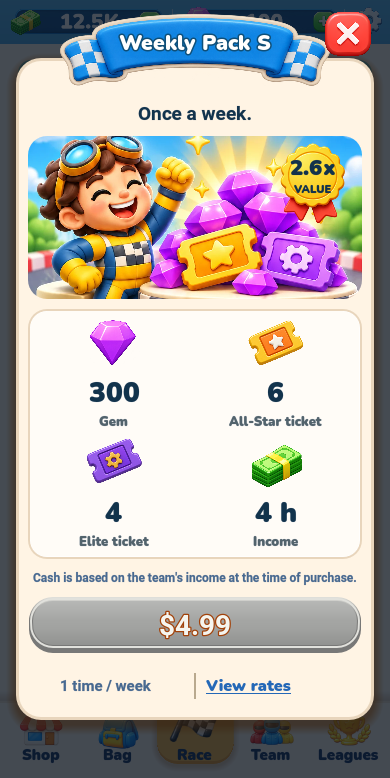 12.5K
100
Weekly Pack S
Once a week.
2.6x
VALUE
300
Gem
6
All-Star ticket
4
Elite ticket
4 h
Income
Cash is based on the team's income at the time of purchase.
$4.99
1 time / week
View rates
Shop
Bag
Race
Team
Leagues